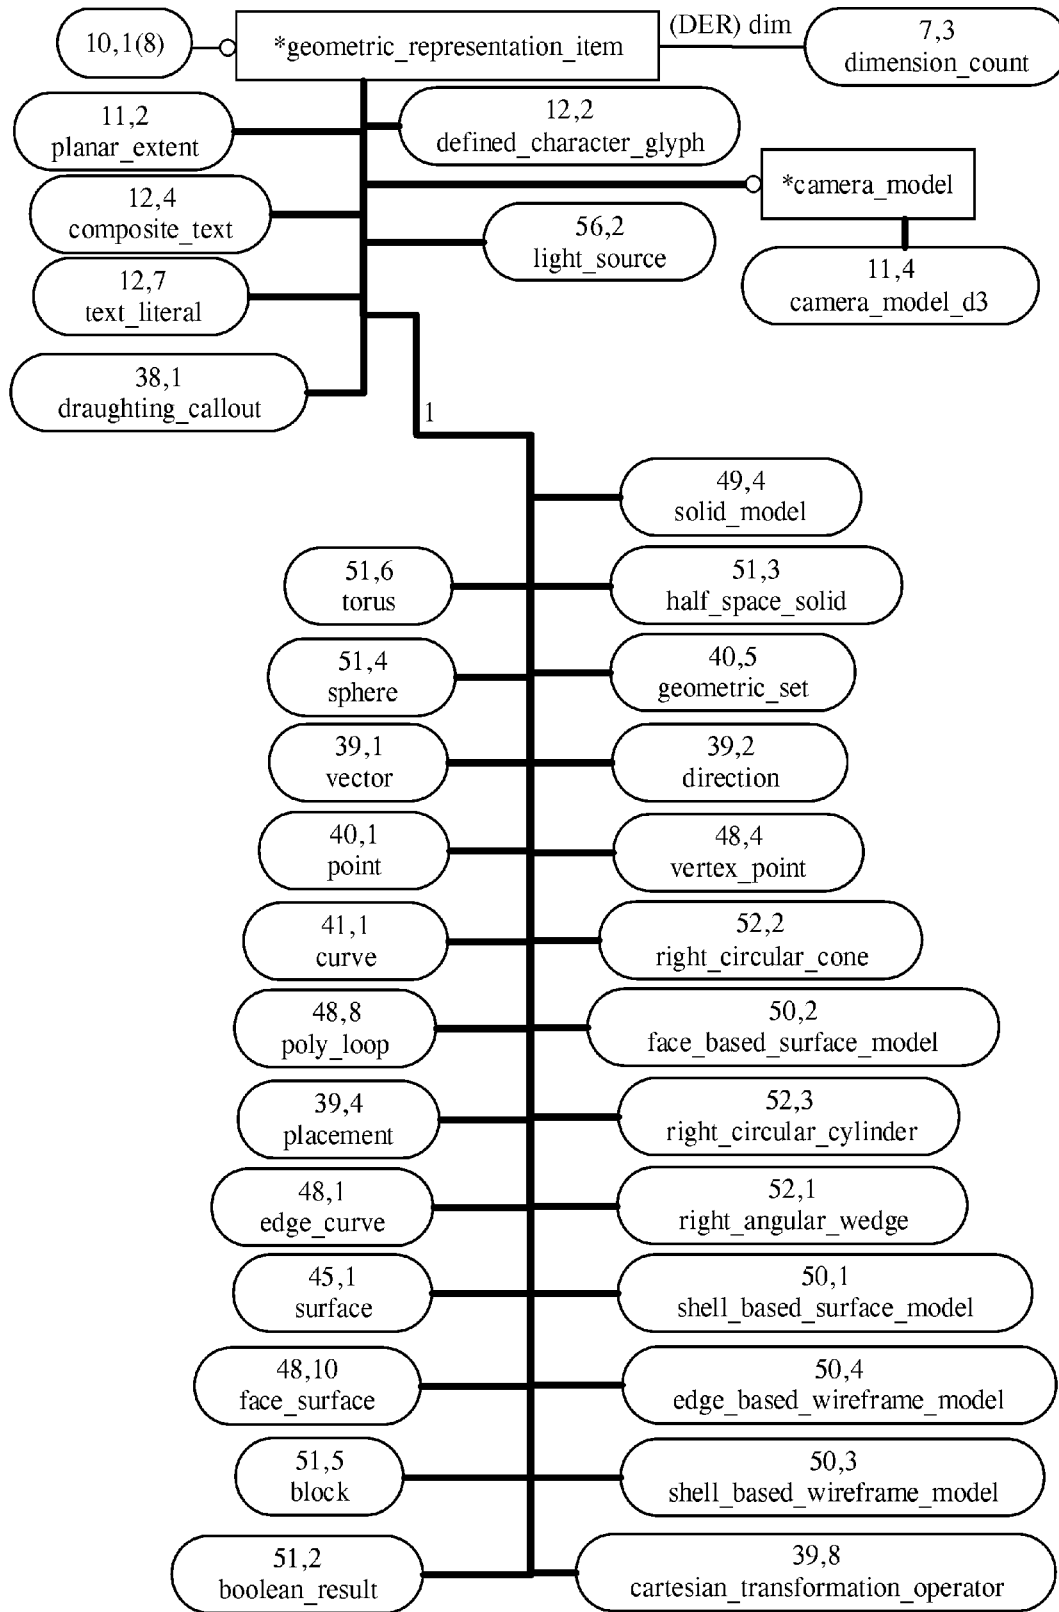 10,1(8)
*geometric_representation_item
(DER) dim
7,3
dimension_count
11,2
planar_extent
12,2
defined_character_glyph
*camera_model
12,4
composite_text
56,2
light_source
11,4
camera_model_d3
12,7
text_literal
38,1
draughting_callout
1
49,4
solid_model
51,6
torus
51,3
half_space_solid
51,4
sphere
40,5
geometric_set
39,1
vector
39,2
direction
40,1
point
48,4
vertex_point
41,1
curve
52,2
right_circular_cone
48,8
poly_loop
50,2
face_based_surface_model
39,4
placement
52,3
right_circular_cylinder
48,1
edge_curve
52,1
right_angular_wedge
45,1
surface
50,1
shell_based_surface_model
48,10
face_surface
50,4
edge_based_wireframe_model
51,5
block
50,3
shell_based_wireframe_model
51,2
boolean_result
39,8
cartesian_transformation_operator